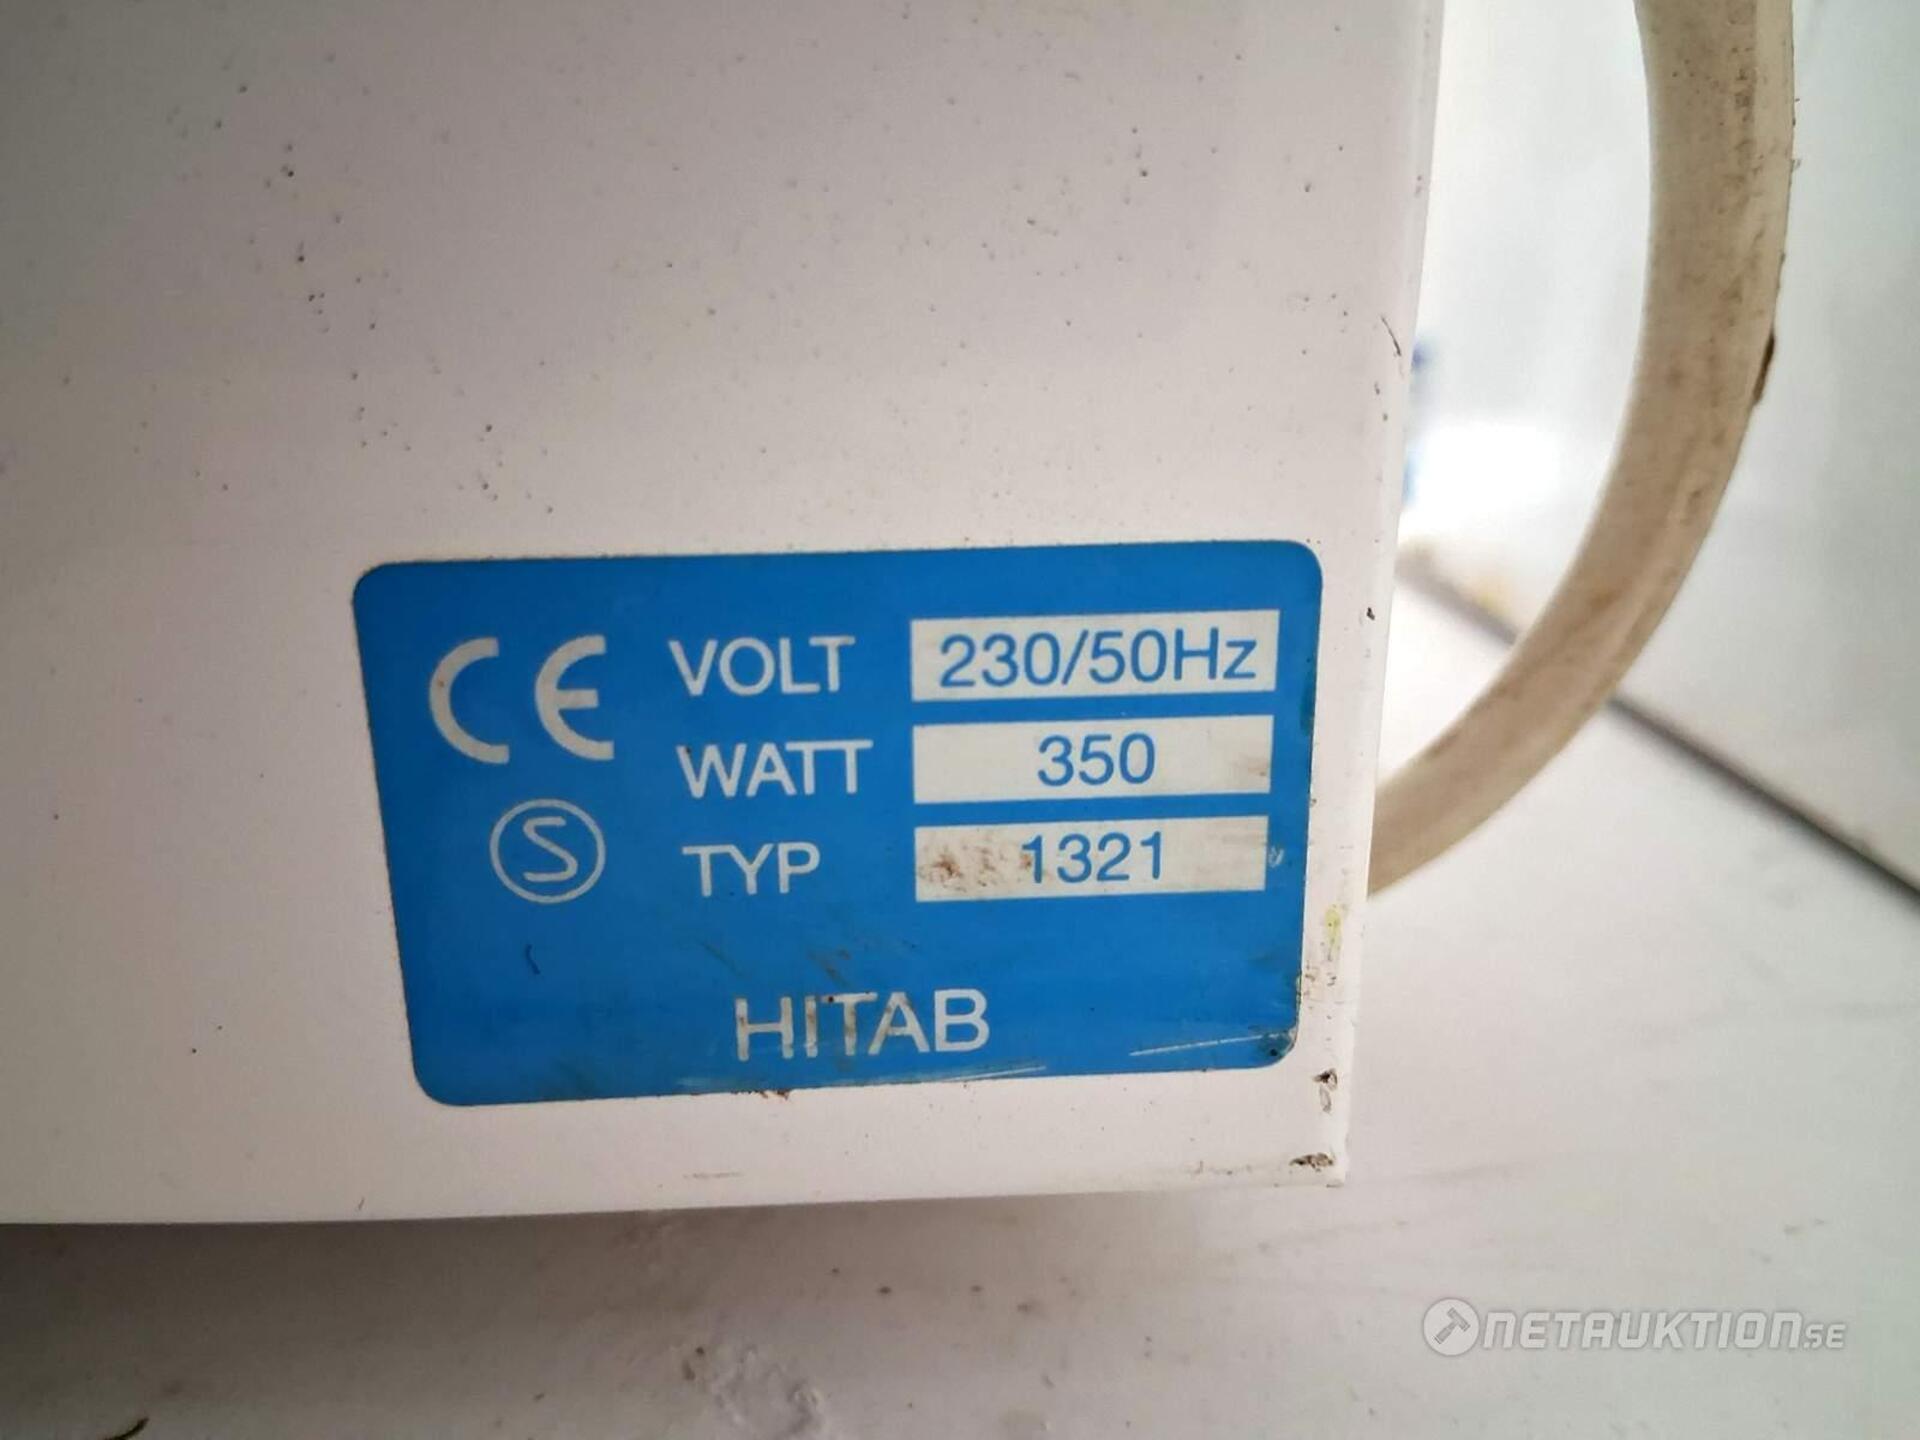 CE VOLT 230/50Hz
WATT 350
S TYP 1321
HITAB
NETAUKTION.SE